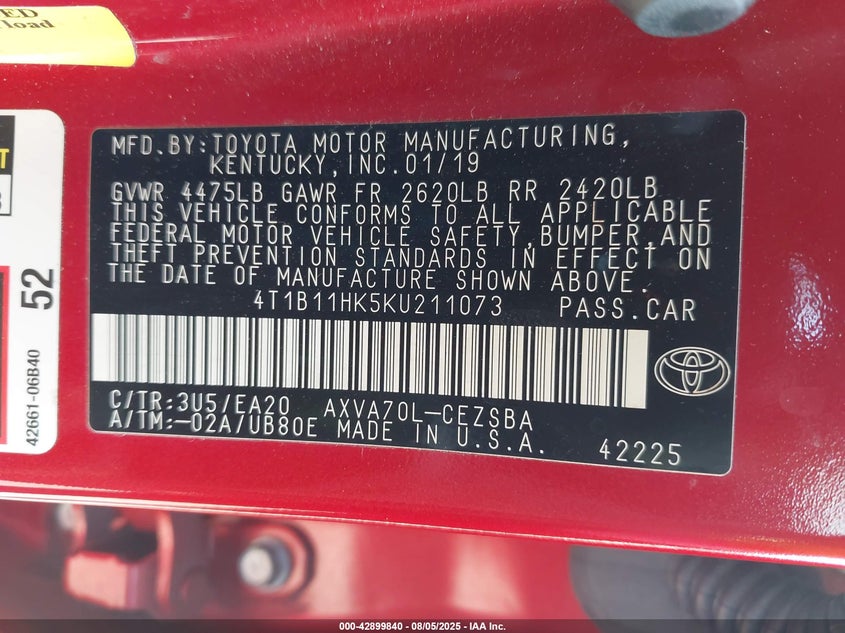 ED
load
T
3
52
42661-06B40
MFD.BY:TOYOTA MOTOR MANUFACTURING,
KENTUCKY,INC.01/19
GVWR 4475LB GAWR FR 2620LB RR 2420LB
THIS VEHICLE CONFORMS TO ALL APPLICABLE
FEDERAL MOTOR VEHICLE SAFETY,BUMPER,AND
THEFT PREVENTION STANDARDS IN EFFECT ON
THE DATE OF MANUFACTURE SHOWN ABOVE.
4T1B11HK5KU211073 PASS.CAR
C/TR:3U5/EA20 AXVA70L-CEZSBA
A/TM:-02A/UB80E MADE IN U.S.A. 42225
000-42899840 - 08/05/2025 - IAA Inc.